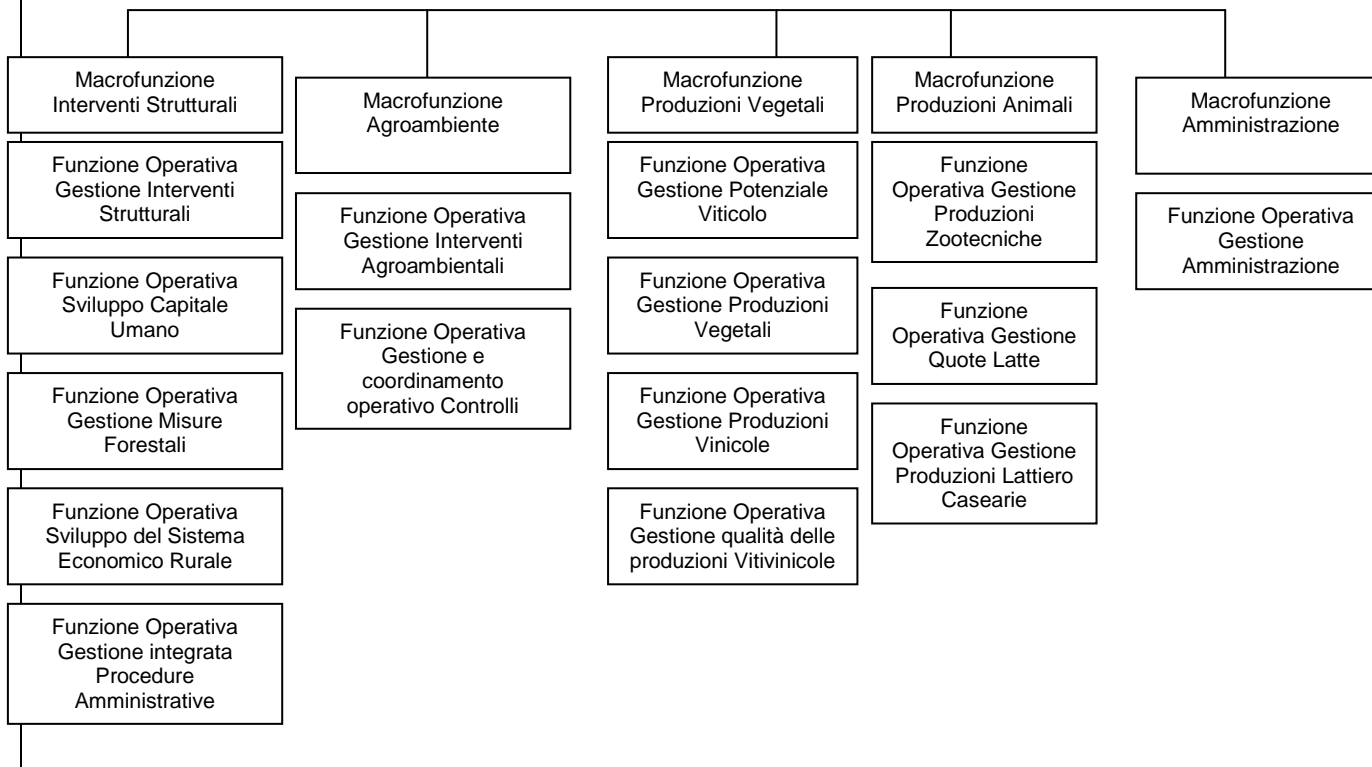 Macrofunzione
Interventi Strutturali
Funzione Operativa
Gestione Interventi
Strutturali
Funzione Operativa
Sviluppo Capitale
Umano
Funzione Operativa
Gestione Misure
Forestali
Funzione Operativa
Sviluppo del Sistema
Economico Rurale
Funzione Operativa
Gestione integrata
Procedure
Amministrative
Macrofunzione
Agroambiente
Funzione Operativa
Gestione Interventi
Agroambientali
Funzione Operativa
Gestione e
coordinamento
operativo Controlli
Macrofunzione
Produzioni Vegetali
Funzione Operativa
Gestione Potenziale
Viticolo
Funzione Operativa
Gestione Produzioni
Vegetali
Funzione Operativa
Gestione Produzioni
Vinicole
Funzione Operativa
Gestione qualità delle
produzioni Vitivinicole
Macrofunzione
Produzioni Animali
Funzione
Operativa Gestione
Produzioni
Zootecniche
Funzione
Operativa Gestione
Quote Latte
Funzione
Operativa Gestione
Produzioni Lattiero
Casearie
Macrofunzione
Amministrazione
Funzione Operativa
Gestione
Amministrazione